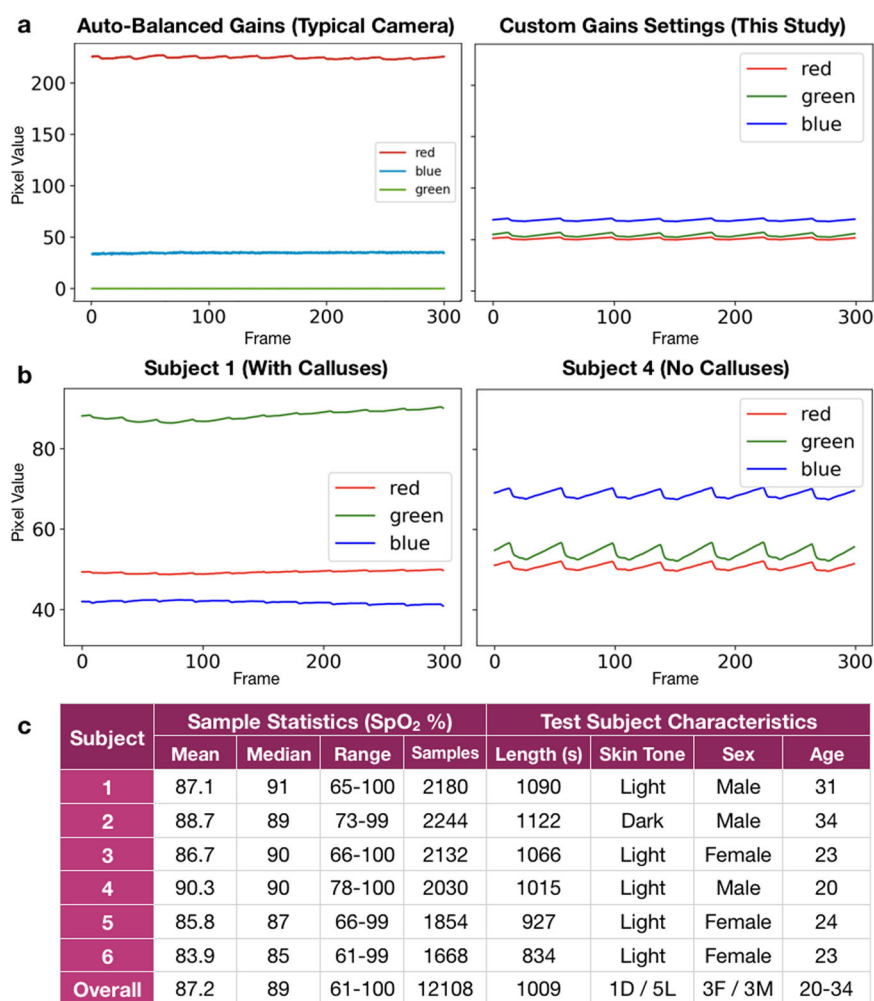 a
Auto-Balanced Gains (Typical Camera)
Custom Gains Settings (This Study)
Pixel Value
200
150
100
50
0
red
blue
green
red
green
blue
0 100 200 300
Frame
0 100 200 300
Frame
b
Subject 1 (With Calluses)
Subject 4 (No Calluses)
Pixel Value
80
60
40
red
green
blue
red
green
blue
0 100 200 300
Frame
0 100 200 300
Frame
c
Subject Sample Statistics (SpO₂ %) Test Subject Characteristics
Mean Median Range Samples Length (s) Skin Tone Sex Age
1 87.1 91 65-100 2180 1090 Light Male 31
2 88.7 89 73-99 2244 1122 Dark Male 34
3 86.7 90 66-100 2132 1066 Light Female 23
4 90.3 90 78-100 2030 1015 Light Male 20
5 85.8 87 66-99 1854 927 Light Female 24
6 83.9 85 61-99 1668 834 Light Female 23
Overall 87.2 89 61-100 12108 1009 1D / 5L 3F / 3M 20-34